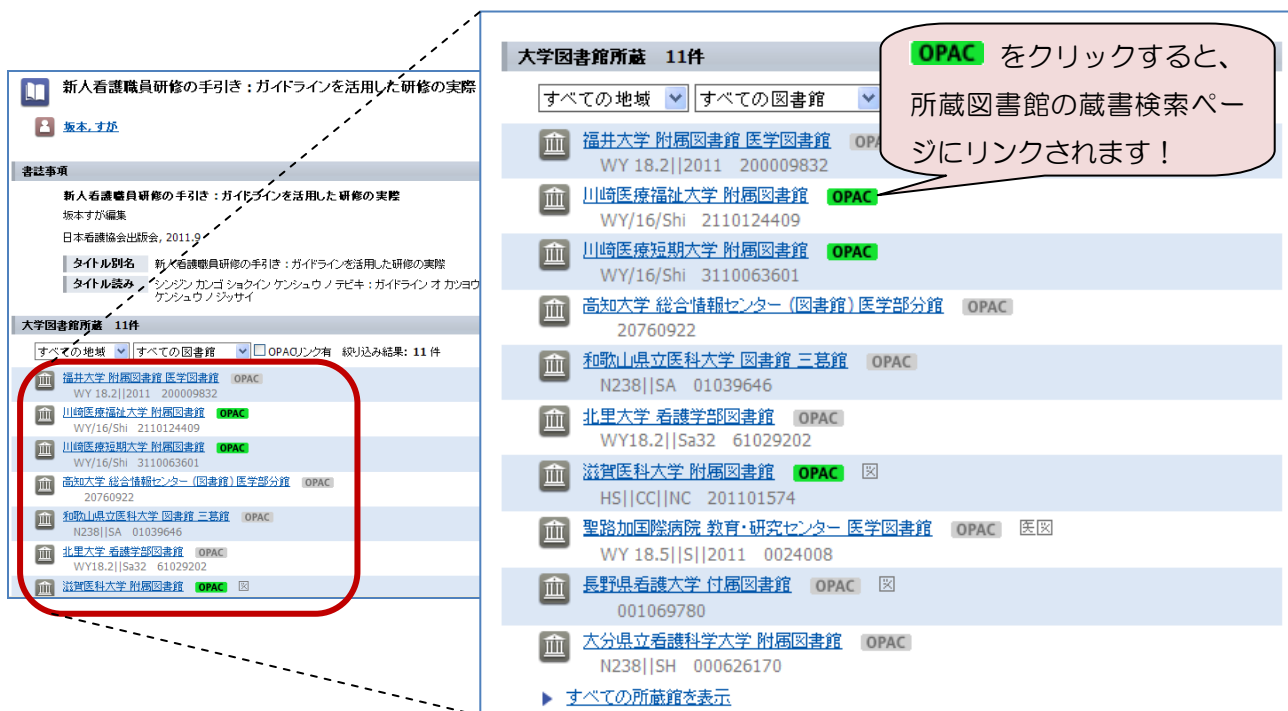 新人看護職員研修の手引き : ガイドラインを活用した研修の実際
坂本, すが
書誌事項
新人看護職員研修の手引き : ガイドラインを活用した研修の実際
坂本すが編集
日本看護協会出版会, 2011.9
タイトル別名 新人看護職員研修の手引き : ガイドラインを活用した研修の実際
タイトル読み シンジン カンゴ ショクイン ケンシュウ ノ テビキ : ガイドライン オ カツヨウ
ケンシュウ ノ ジッサイ
大学図書館所蔵 11件
すべての地域 すべての図書館 OPACリンク有 絞り込み結果: 11 件
福井大学 附属図書館 医学図書館 OPAC
WY 18.2||2011 200009832
川崎医療福祉大学 附属図書館 OPAC
WY/16/Shi 2110124409
川崎医療短期大学 附属図書館 OPAC
WY/16/Shi 3110063601
高知大学 総合情報センター (図書館) 医学部分館 OPAC
20760922
和歌山県立医科大学 図書館 三葛館 OPAC
N238||SA 01039646
北里大学 看護学部図書館 OPAC
WY18.2||Sa32 61029202
滋賀医科大学 附属図書館 OPAC 図
大学図書館所蔵 11件
すべての地域 すべての図書館
福井大学 附属図書館 医学図書館 OPA
WY 18.2||2011 200009832
川崎医療福祉大学 附属図書館 OPAC
WY/16/Shi 2110124409
川崎医療短期大学 附属図書館 OPAC
WY/16/Shi 3110063601
高知大学 総合情報センター (図書館) 医学部分館 OPAC
20760922
和歌山県立医科大学 図書館 三葛館 OPAC
N238||SA 01039646
北里大学 看護学部図書館 OPAC
WY18.2||Sa32 61029202
滋賀医科大学 附属図書館 OPAC 図
HS||CC||NC 201101574
聖路加国際病院 教育・研究センター 医学図書館 OPAC 医図
WY 18.5||S||2011 0024008
長野県看護大学 付属図書館 OPAC 図
001069780
大分県立看護科学大学 附属図書館 OPAC
N238||SH 000626170
すべての所蔵館を表示
OPAC をクリックすると、
所蔵図書館の蔵書検索ペー
ジにリンクされます！